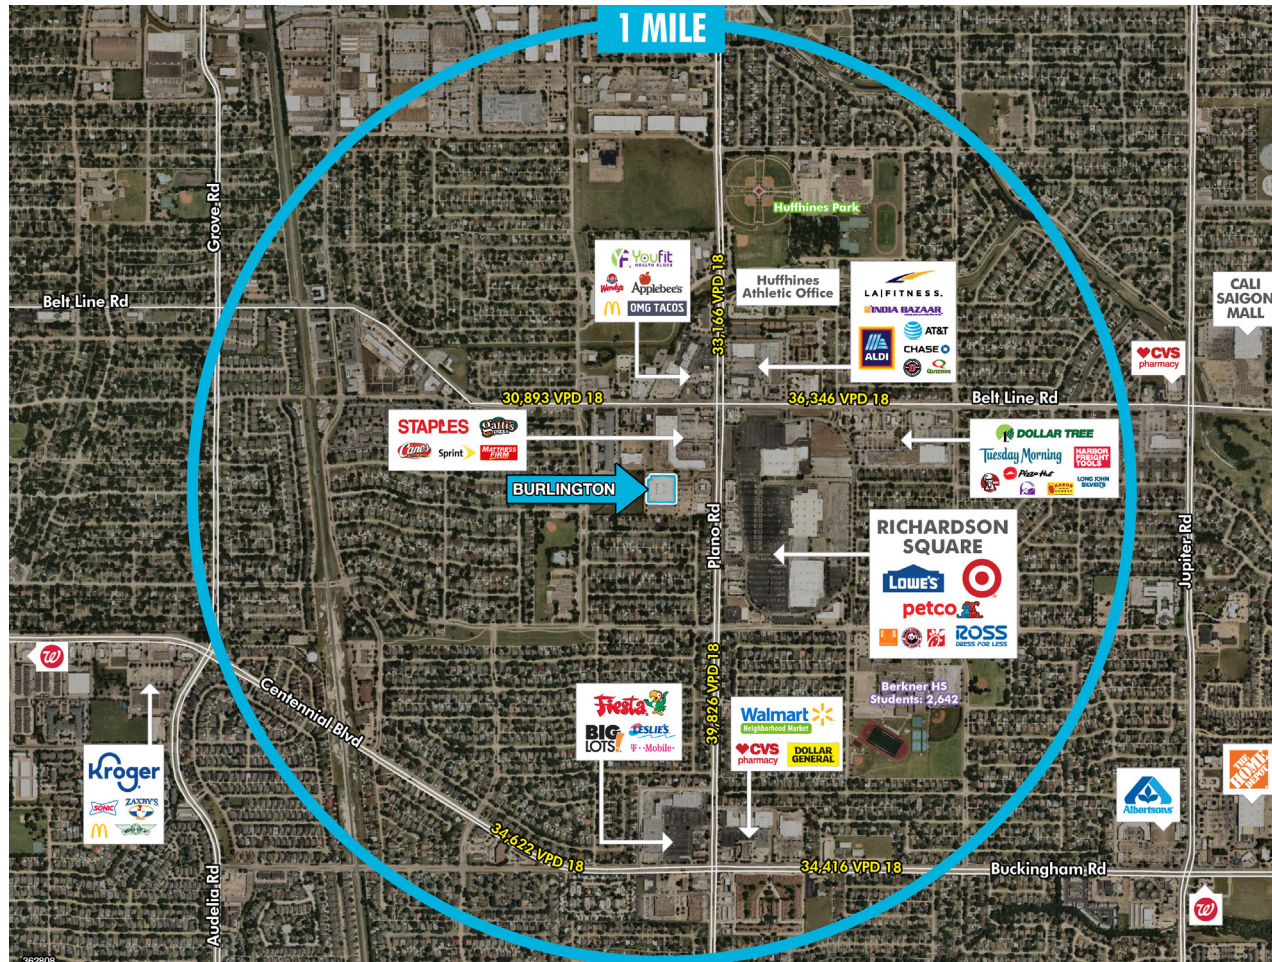 1 MILE
Grove Rd
Huffhines Park
Youfit
HEALTH CLUBS
Wendy's
Applebee's
OMG TACOS
33,166 VPD 18
Huffhines
Athletic Office
LA|FITNESS.
INDIA BAZAAR
ALDI
AT&T
CHASE
QUIZNOS
CALI
SAIGON
MALL
Belt Line Rd
CVS
pharmacy
30,893 VPD 18
36,346 VPD 18
Belt Line Rd
STAPLES
Gatti's
PIZZA
Canes
Sprint
MATTRESS
FIRM
DOLLAR TREE
Tuesday Morning
HARBOR
FREIGHT
TOOLS
Pizza Hut
KFC
LONG JOHN
SILVER'S
BURLINGTON
Plano Rd
RICHARDSON
SQUARE
LOWE'S
petco
ROSS
DRESS FOR LESS
Jupiter Rd
W
Centennial Blvd
39,826 VPD 18
Berkner HS
Students: 2,642
Fiesta
BIG
LOTS!
LESLIE'S
T··Mobile·
Walmart
Neighborhood Market
CVS
pharmacy
DOLLAR
GENERAL
Kroger
SONIC
ZAXBY'S
THE
HOME
DEPOT
Albertsons
34,622 VPD 18
34,416 VPD 18
Buckingham Rd
Audelia Rd
W
362808